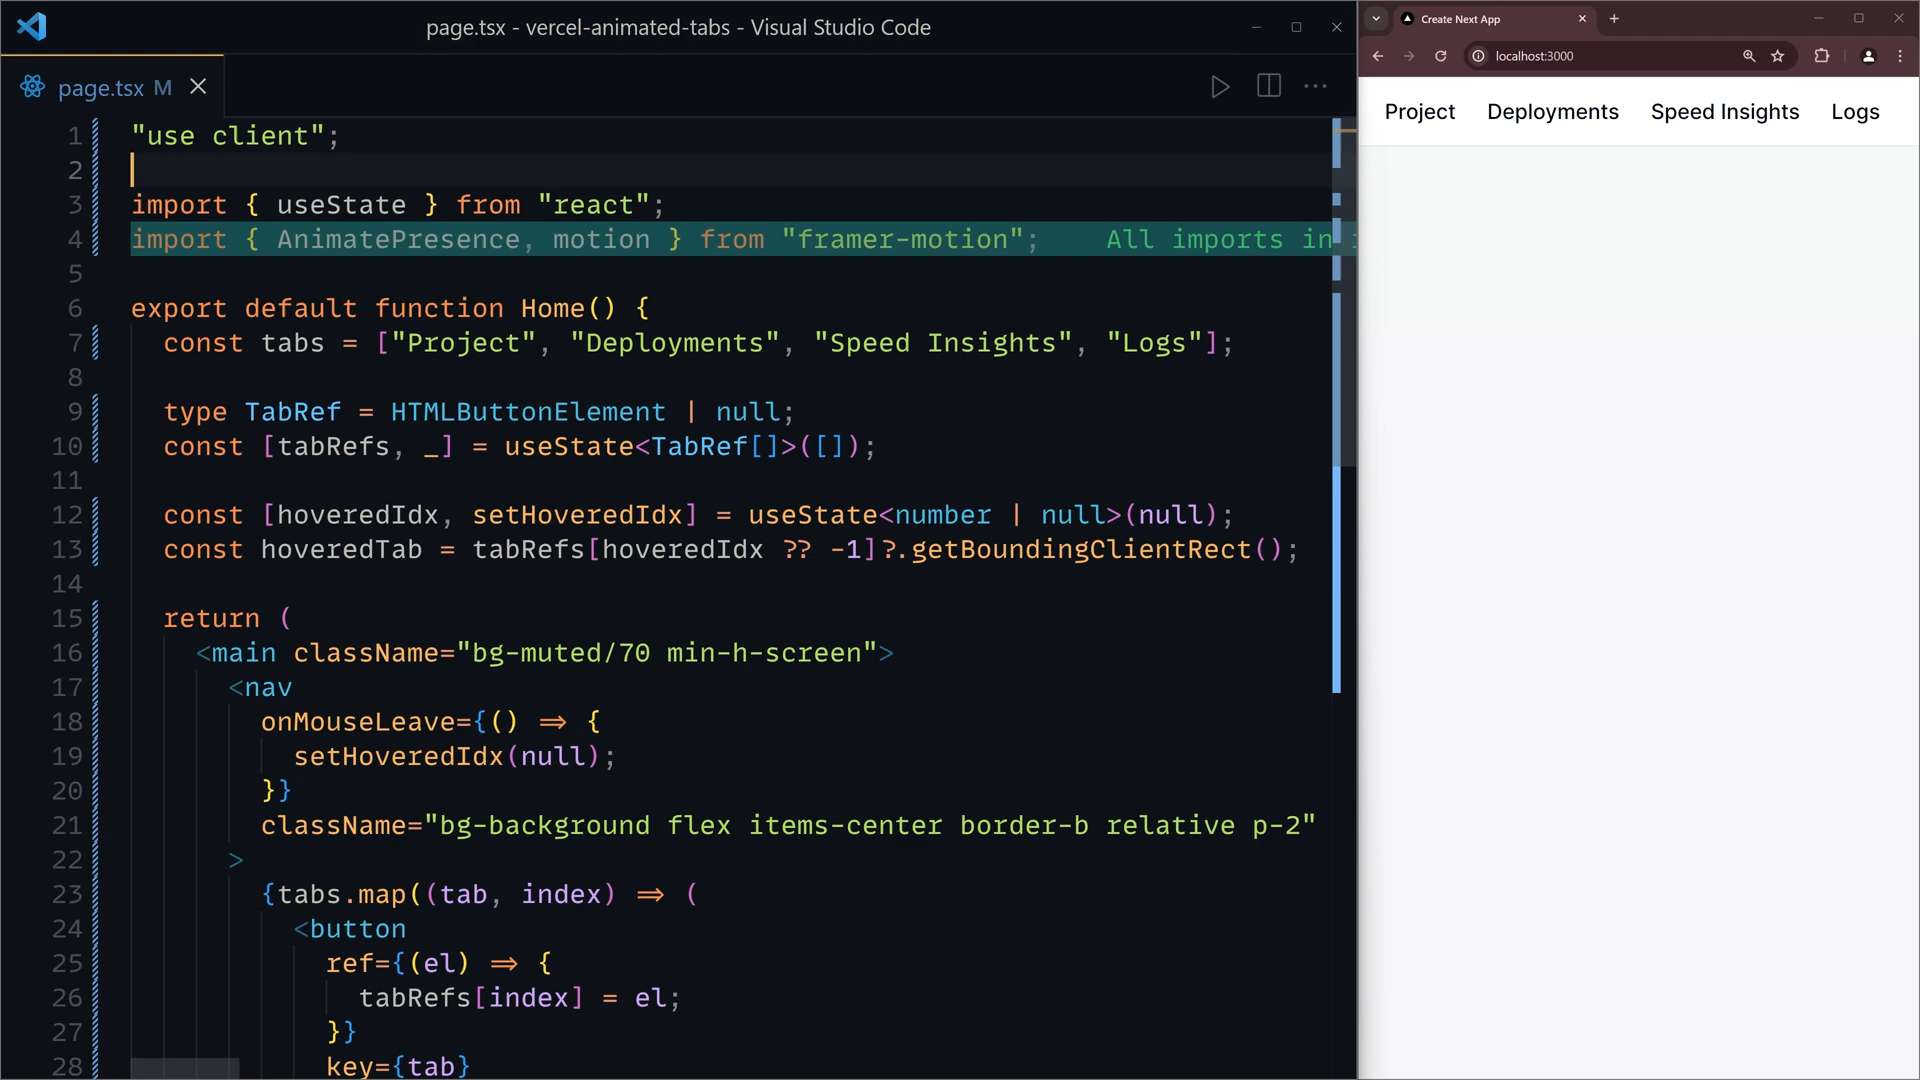 page.tsx - vercel-animated-tabs - Visual Studio Code
page.tsx M
1 "use client";
2
3 import { useState } from "react";
4 import { AnimatePresence, motion } from "framer-motion"; All imports in
5
6 export default function Home() {
7 const tabs = ["Project", "Deployments", "Speed Insights", "Logs"];
8
9 type TabRef = HTMLButtonElement | null;
10 const [tabRefs, _] = useState<TabRef[]>([]);
11
12 const [hoveredIdx, setHoveredIdx] = useState<number | null>(null);
13 const hoveredTab = tabRefs[hoveredIdx ?? -1]?.getBoundingClientRect();
14
15 return (
16 <main className="bg-muted/70 min-h-screen">
17 <nav
18 onMouseLeave={() => {
19 setHoveredIdx(null);
20 }}
21 className="bg-background flex items-center border-b relative p-2"
22 >
23 {tabs.map((tab, index) => (
24 <button
25 ref={(el) => {
26 tabRefs[index] = el;
27 }}
28 key={tab}
Create Next App
localhost:3000
Project Deployments Speed Insights Logs